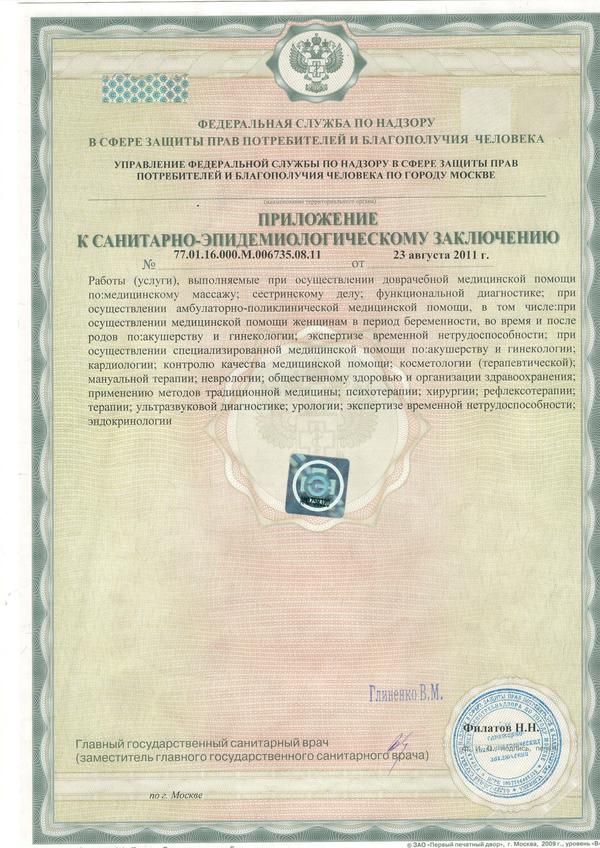 ФЕДЕРАЛЬНАЯ СЛУЖБА ПО НАДЗОРУ
В СФЕРЕ ЗАЩИТЫ ПРАВ ПОТРЕБИТЕЛЕЙ И БЛАГОПОЛУЧИЯ ЧЕЛОВЕКА
УПРАВЛЕНИЕ ФЕДЕРАЛЬНОЙ СЛУЖБЫ ПО НАДЗОРУ В СФЕРЕ ЗАЩИТЫ ПРАВ
ПОТРЕБИТЕЛЕЙ И БЛАГОПОЛУЧИЯ ЧЕЛОВЕКА ПО ГОРОДУ МОСКВЕ
(наименование территориального органа)
ПРИЛОЖЕНИЕ
К САНИТАРНО-ЭПИДЕМИОЛОГИЧЕСКОМУ ЗАКЛЮЧЕНИЮ
№ 77.01.16.000.М.006735.08.11 от 23 августа 2011 г.
Работы (услуги), выполняемые при осуществлении доврачебной медицинской помощи
по:медицинскому массажу; сестринскому делу; функциональной диагностике; при
осуществлении амбулаторно-поликлинической медицинской помощи, в том числе:при
осуществлении медицинской помощи женщинам в период беременности, во время и после
родов по:акушерству и гинекологии; экспертизе временной нетрудоспособности; при
осуществлении специализированной медицинской помощи по:акушерству и гинекологии;
кардиологии; контролю качества медицинской помощи; косметологии (терапевтической);
мануальной терапии; неврологии; общественному здоровью и организации здравоохранения;
применению методов традиционной медицины; психотерапии; хирургии; рефлексотерапии;
терапии; ультразвуковой диагностике; урологии; экспертизе временной нетрудоспособности;
эндокринологии
Глиненко В.М.
Филатов Н.Н.
Главный государственный санитарный врач
(заместитель главного государственного санитарного врача)
по г. Москве
© ЗАО «Первый печатный двор», г. Москва, 2009 г., уровень